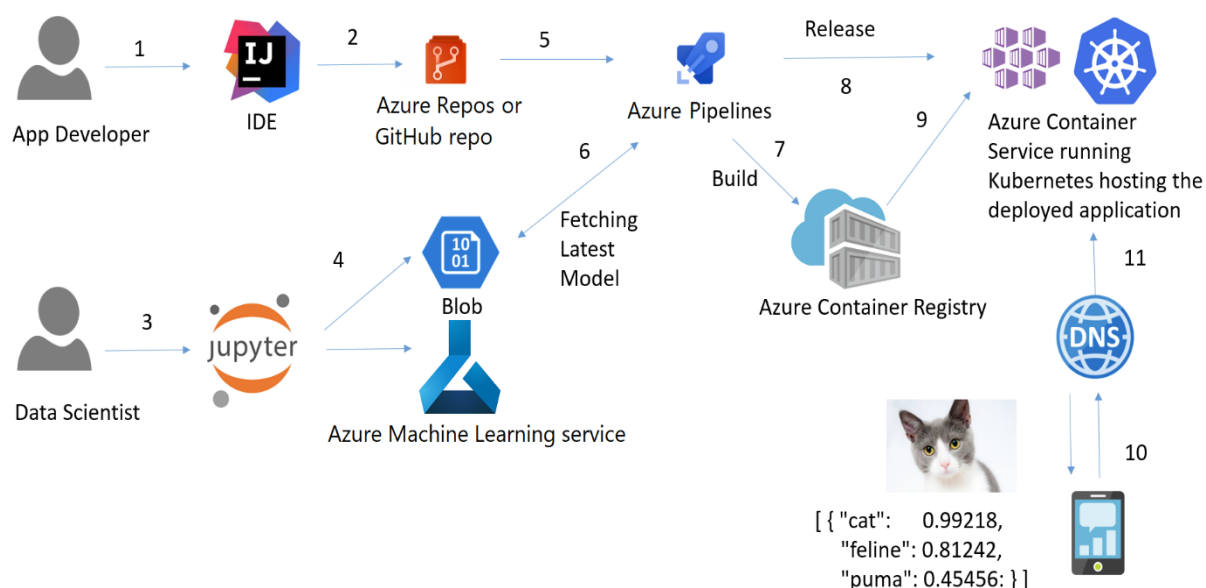 1
2
5
Release
8
IJ
App Developer
IDE
Azure Repos or
GitHub repo
Azure Pipelines
6
7
9
Build
Azure Container
Service running
Kubernetes hosting the
deployed application
Fetching
Latest
Model
10
01
4
Blob
11
Azure Container Registry
3
jupyter
DNS
Data Scientist
Azure Machine Learning service
10
[ { "cat": 0.99218,
"feline": 0.81242,
"puma": 0.45456: } ]